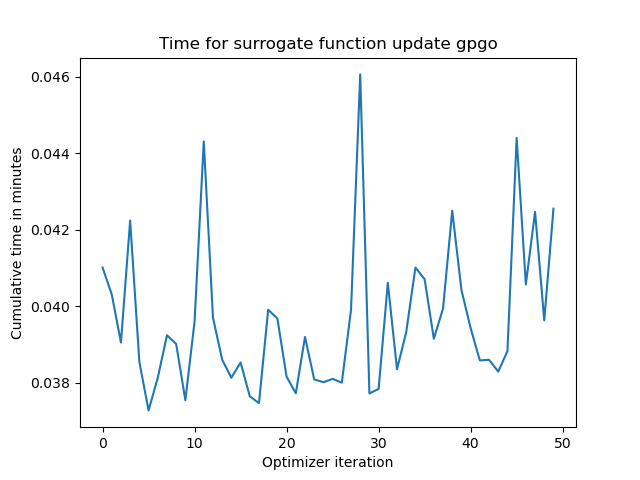 Time for surrogate function update gpgo
Cumulative time in minutes
0.046
0.044
0.042
0.040
0.038
0 10 20 30 40 50
Optimizer iteration